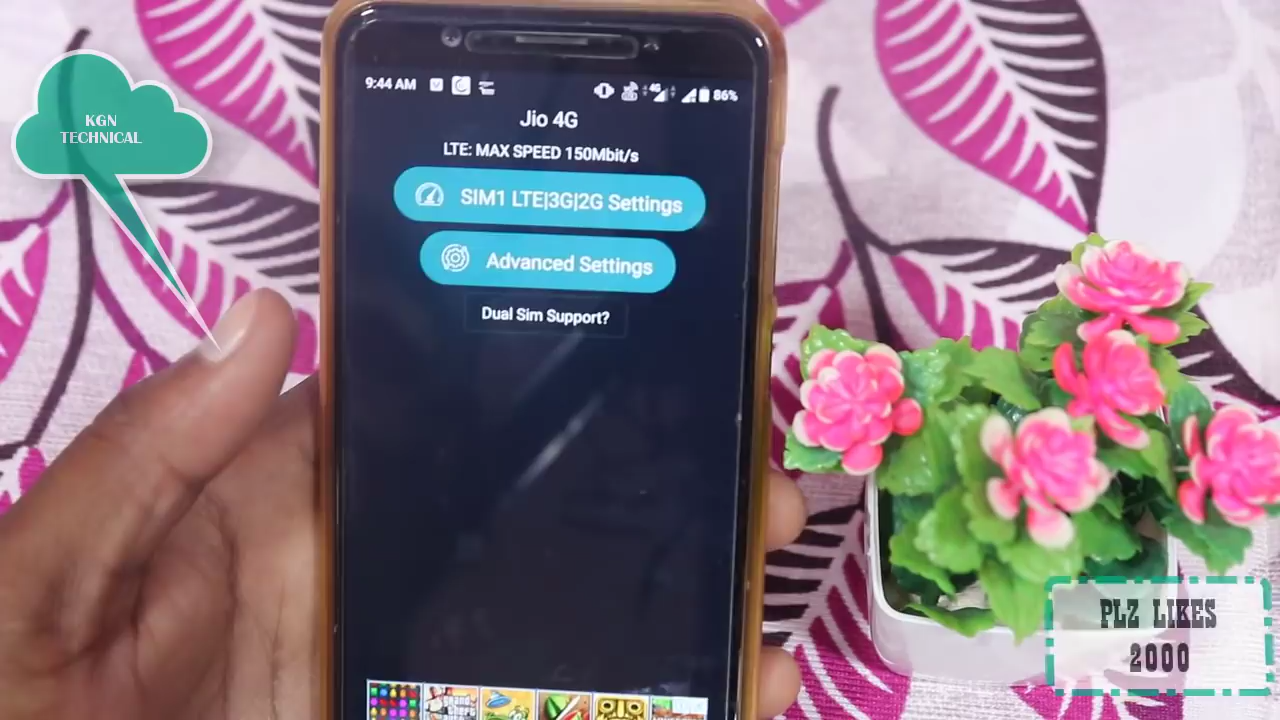 KGN
TECHNICAL
9:44 AM
4G
86%
Jio 4G
LTE: MAX SPEED 150Mbit/s
SIM1 LTE|3G|2G Settings
Advanced Settings
Dual Sim Support?
PLZ LIKES
2000